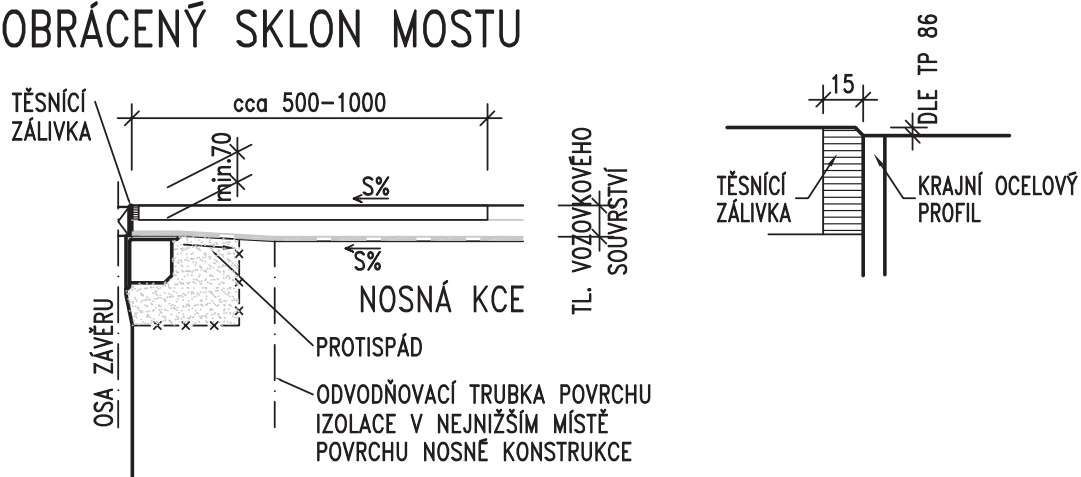 OBRÁCENÝ SKLON MOSTU
TĚSNÍCÍ
ZÁLIVKA
cca 500-1000
min.70
S%
S%
NOSNÁ KCE
TL. VOZOVKOVÉHO
SOUVRSTVÍ
OSA ZÁVĚRU
PROTISPÁD
ODVODŇOVACÍ TRUBKA POVRCHU
IZOLACE V NEJNIŽŠÍM MÍSTĚ
POVRCHU NOSNÉ KONSTRUKCE
15
DLE TP 86
TĚSNÍCÍ
ZÁLIVKA
KRAJNÍ OCELOVÝ
PROFIL